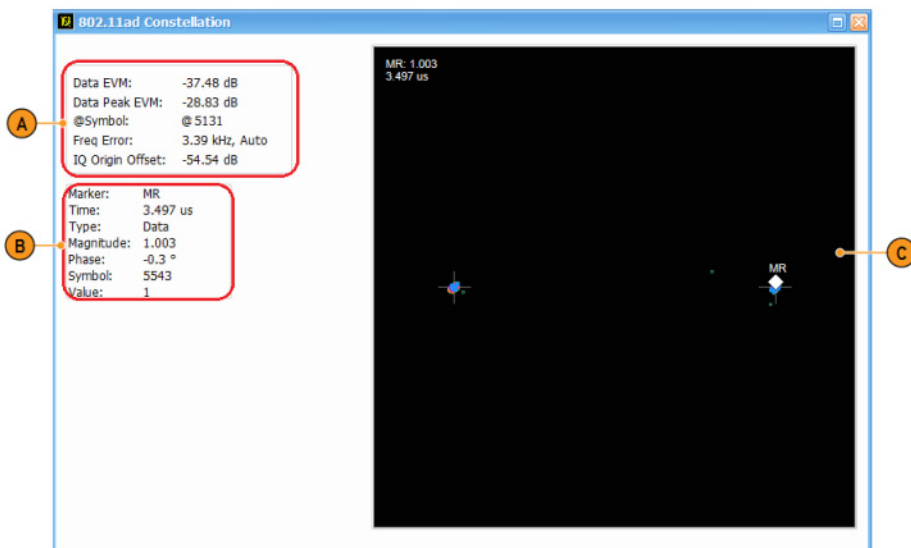 802.11ad Constellation
A
Data EVM: -37.48 dB
Data Peak EVM: -28.83 dB
@Symbol: @ 5131
Freq Error: 3.39 kHz, Auto
IQ Origin Offset: -54.54 dB
B
Marker: MR
Time: 3.497 us
Type: Data
Magnitude: 1.003
Phase: -0.3 °
Symbol: 5543
Value: 1
MR: 1.003
3.497 us
MR
C